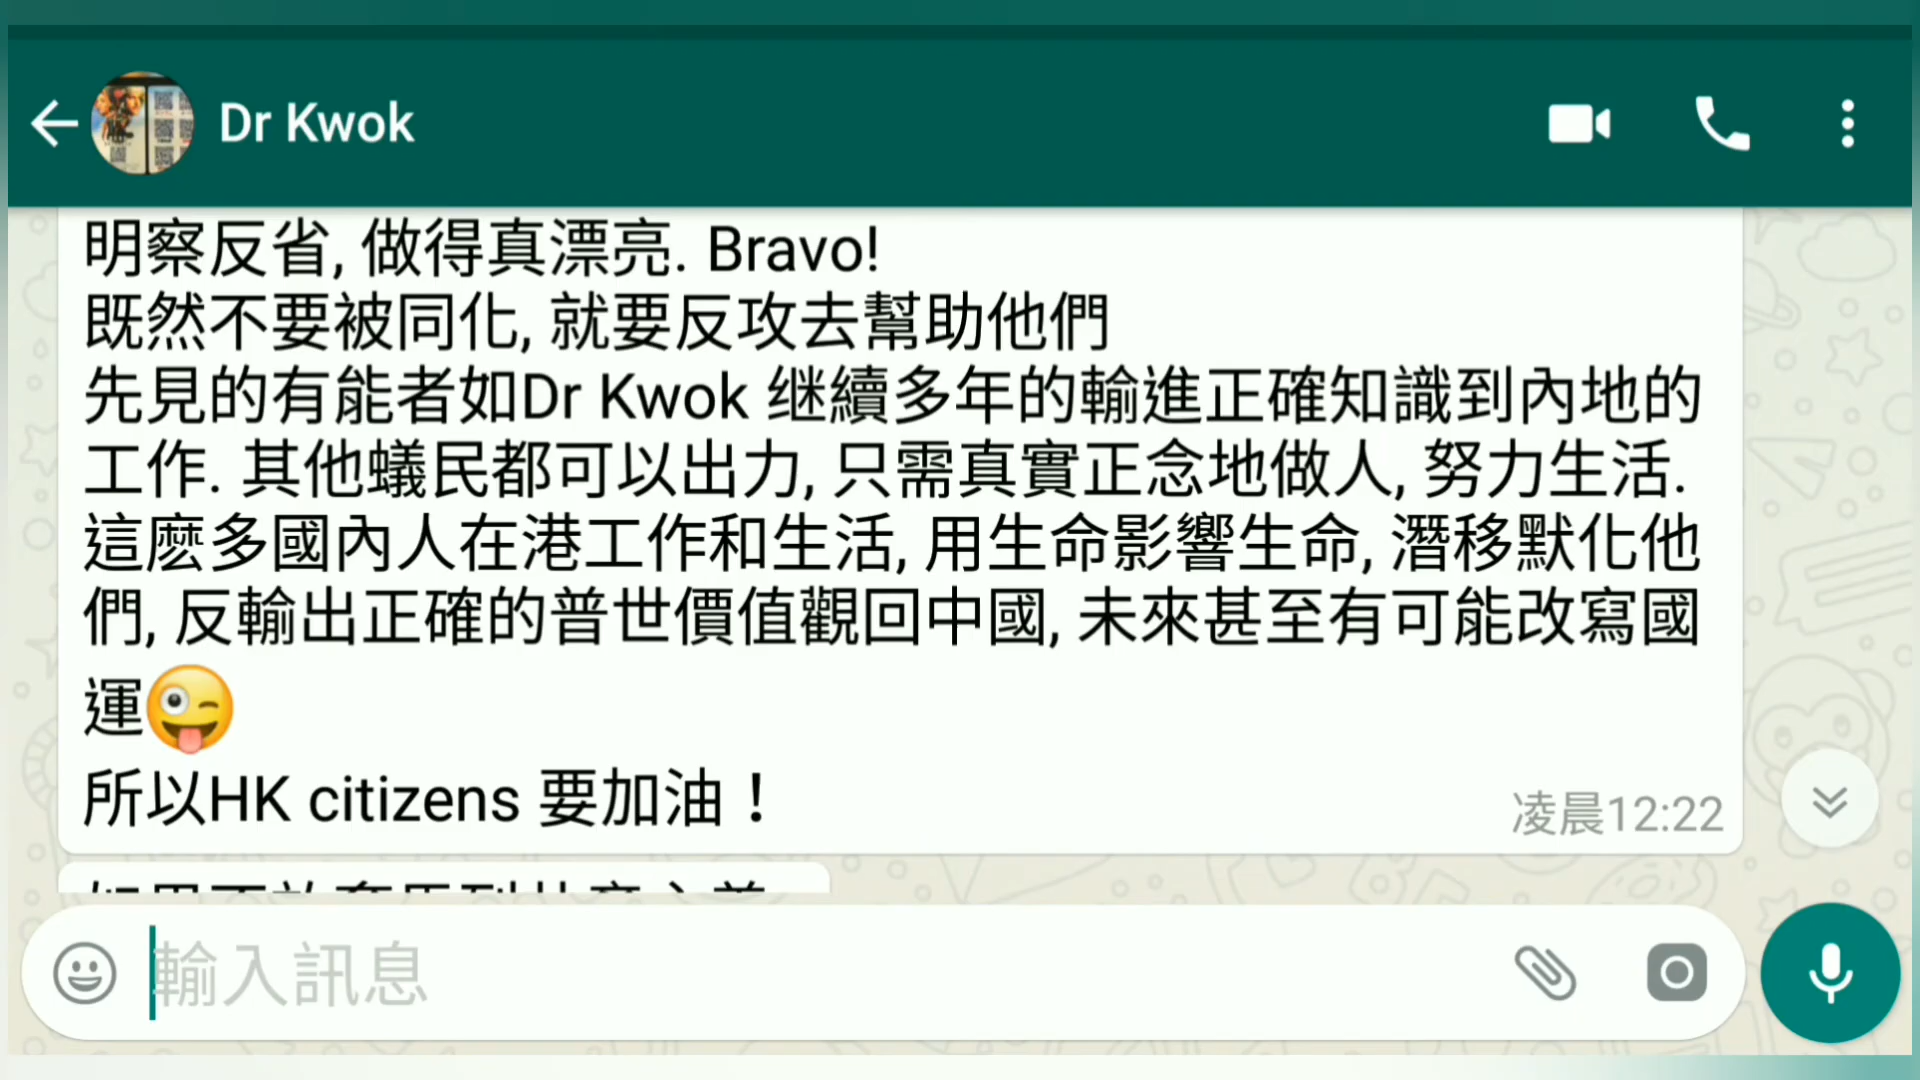 Dr Kwok
明察反省, 做得真漂亮. Bravo!
既然不要被同化, 就要反攻去幫助他們
先見的有能者如Dr Kwok 继續多年的輸進正確知識到內地的
工作. 其他蟻民都可以出力, 只需真實正念地做人, 努力生活.
這麽多國內人在港工作和生活, 用生命影響生命, 潛移默化他
們, 反輸出正確的普世價值觀回中國, 未來甚至有可能改寫國
運😜
所以HK citizens 要加油！
凌晨12:22
輸入訊息